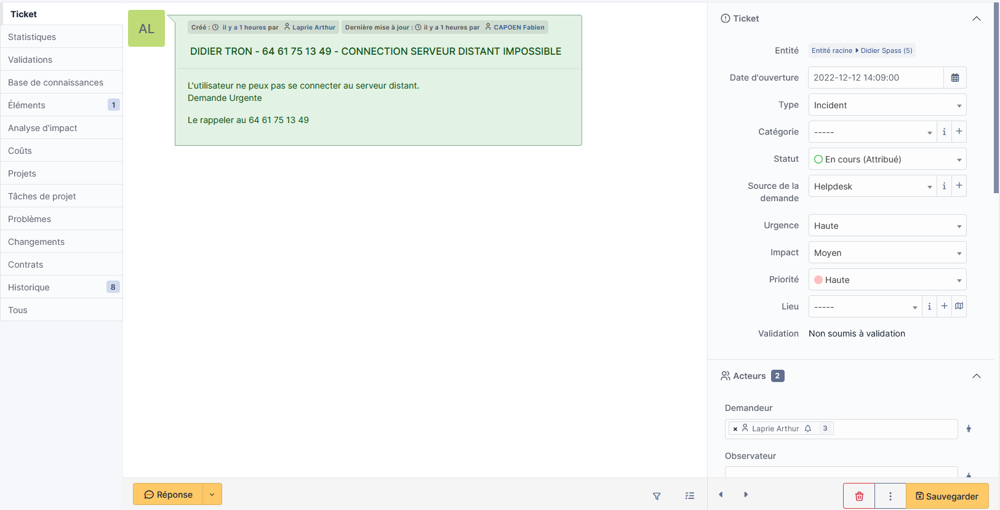 Ticket
Statistiques
Validations
Base de connaissances
Éléments 1
Analyse d'impact
Coûts
Projets
Tâches de projet
Problèmes
Changements
Contrats
Historique 8
Tous
AL
Créé : il y a 1 heures par Laprie Arthur Dernière mise à jour : il y a 1 heures par CAPOEN Fabien
DIDIER TRON - 64 61 75 13 49 - CONNECTION SERVEUR DISTANT IMPOSSIBLE
L'utilisateur ne peux pas se connecter au serveur distant.
Demande Urgente
Le rappeler au 64 61 75 13 49
Réponse
Ticket
Entité Entité racine Didier Spass (5)
Date d'ouverture 2022-12-12 14:09:00
Type Incident
Catégorie ----- i +
Statut En cours (Attribué)
Source de la Helpdesk i +
demande
Urgence Haute
Impact Moyen
Priorité Haute
Lieu ----- i +
Validation Non soumis à validation
Acteurs 2
Demandeur
× Laprie Arthur 3
Observateur
Sauvegarder